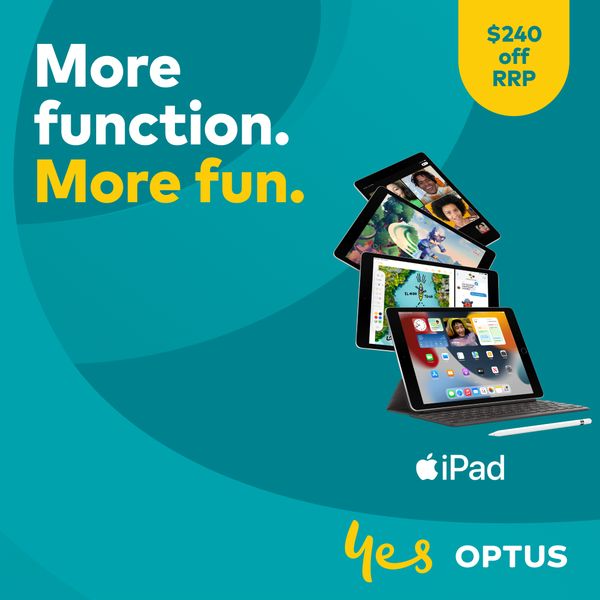 More
function.
More fun.
$240
off
RRP
iPad
yes OPTUS